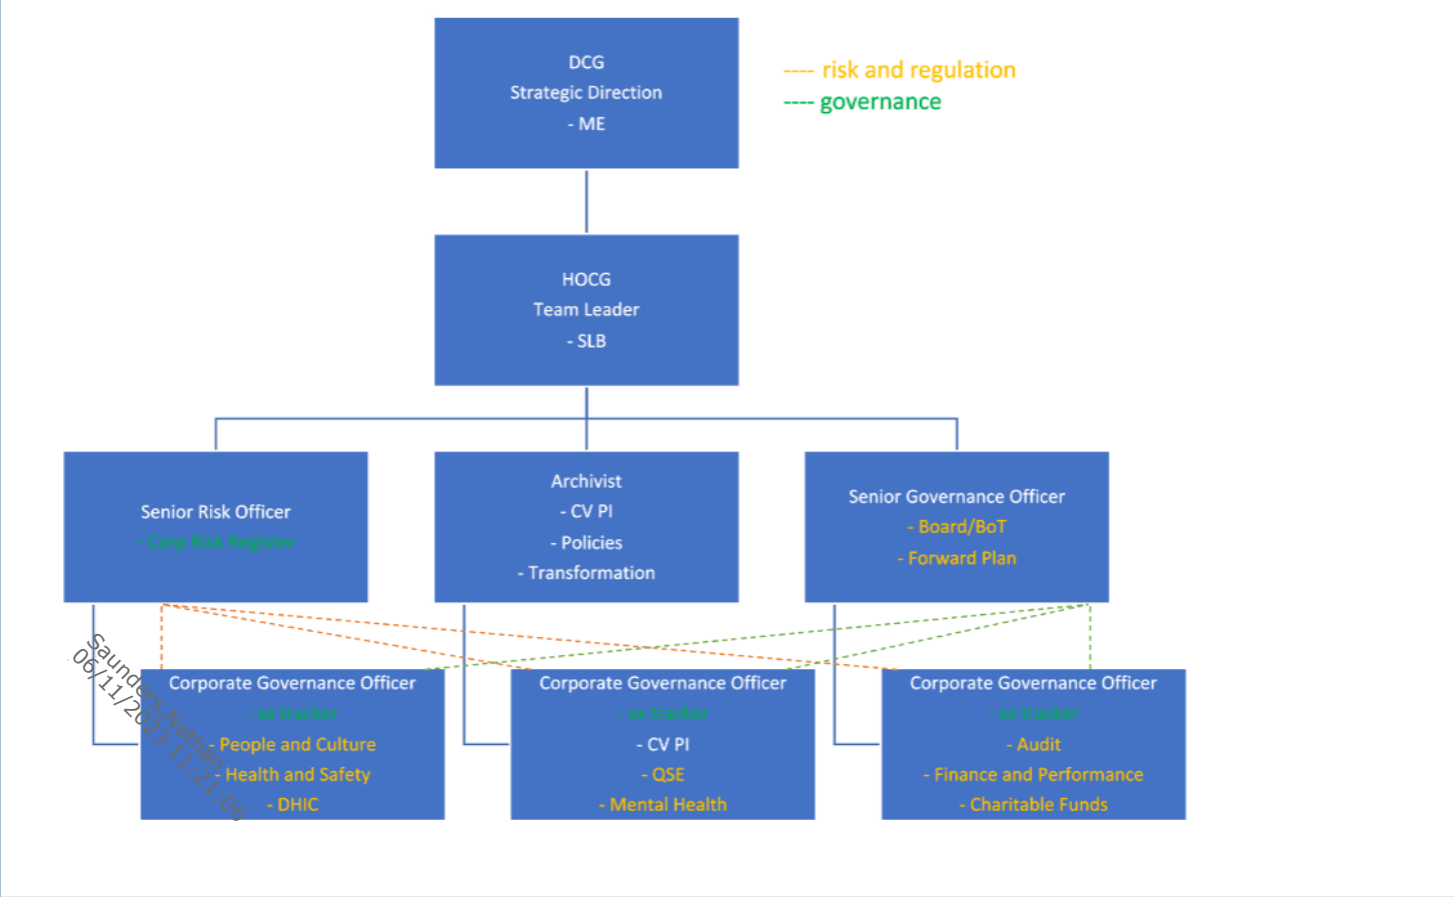 DCG
Strategic Direction
- ME
---- risk and regulation
---- governance
HOCG
Team Leader
- SLB
Senior Risk Officer
- Corp Risk Register
Archivist
- CV PI
- Policies
- Transformation
Senior Governance Officer
- Board/BoT
- Forward Plan
Corporate Governance Officer
- xx tracker
- People and Culture
- Health and Safety
- DHIC
Corporate Governance Officer
- xx tracker
- CV PI
- QSE
- Mental Health
Corporate Governance Officer
- xx tracker
- Audit
- Finance and Performance
- Charitable Funds
Saunders,Nathan
06/11/2023 11:21:06